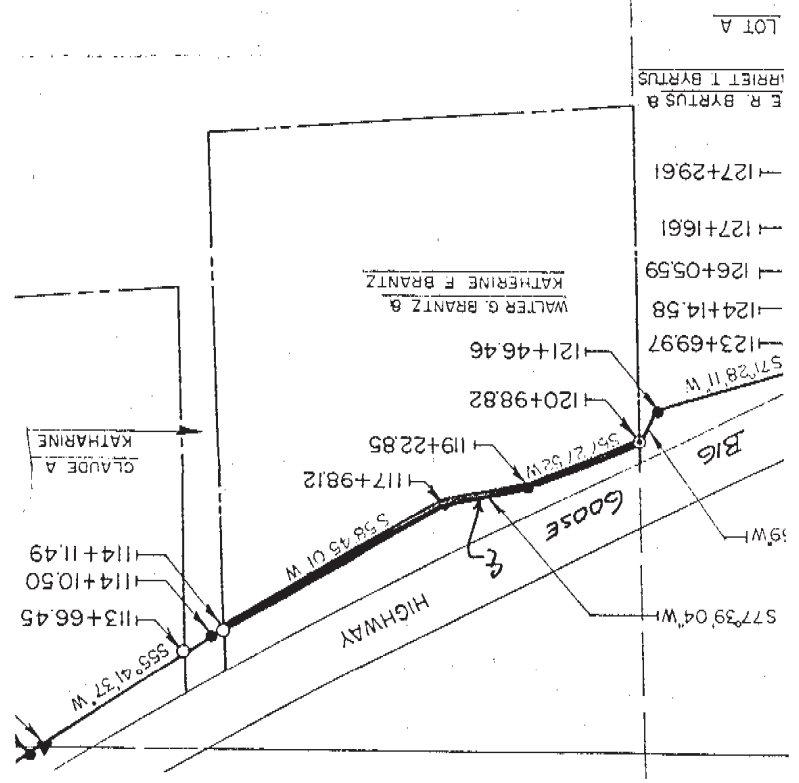 E. R. BYRTUS &
RRIET T. BYRTUS
LOT A
127+29.61
127+16.61
126+05.59
124+14.58
123+69.97
WALTER G. BRANTZ &
KATHERINE F. BRANTZ
121+46.46
120+98.82
119+22.85
117+98.12
CLAUDE A
KATHARINE
114+11.49
114+10.50
113+66.45
S71°28'11"W
S67°27'52"W
S58°45'01"W
S55°41'37"W
59"W
S77°39'04"W
BIG
GOOSE
HIGHWAY